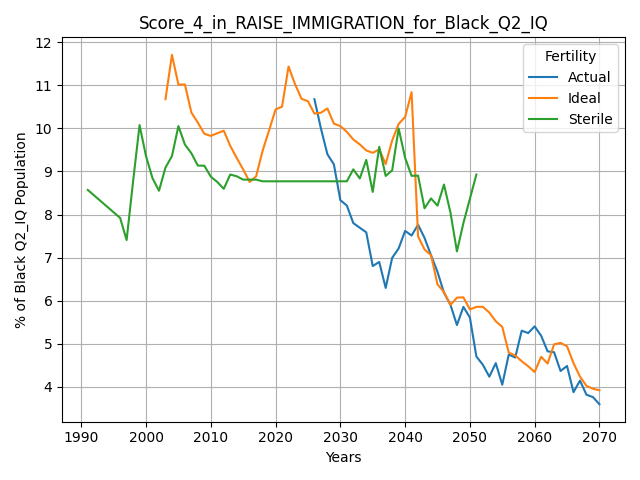 Score_4_in_RAISE_IMMIGRATION_for_Black_Q2_IQ
% of Black Q2_IQ Population
12
11
10
9
8
7
6
5
4
Fertility
Actual
Ideal
Sterile
1990 2000 2010 2020 2030 2040 2050 2060 2070
Years